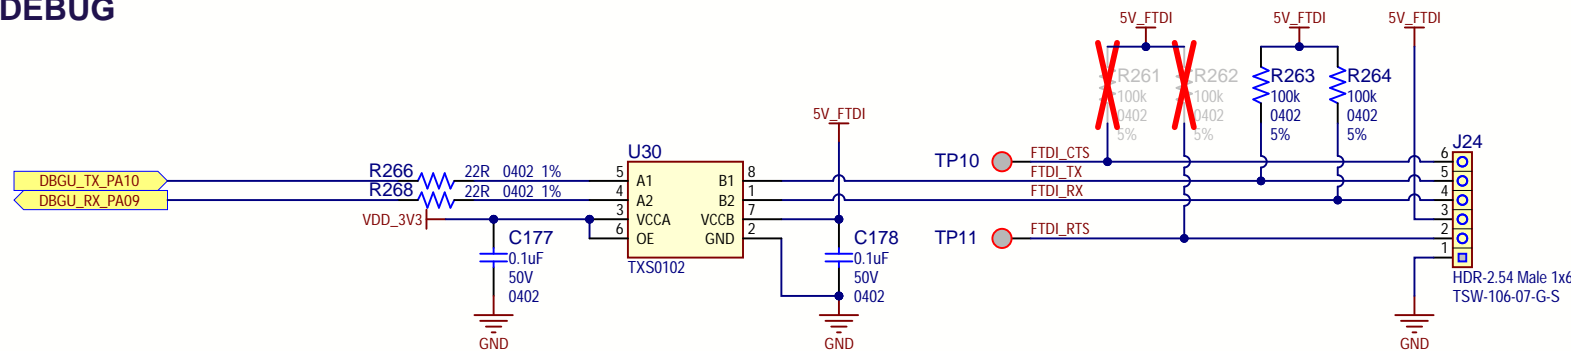 DEBUG
5V_FTDI
5V_FTDI
5V_FTDI
R261
100k
0402
5%
R262
100k
0402
5%
R263
100k
0402
5%
R264
100k
0402
5%
5V_FTDI
J24
U30
TP10
FTDI_CTS
6
DBGU_TX_PA10
R266
22R 0402 1%
5 A1
B1 8
FTDI_TX
5
DBGU_RX_PA09
R268
22R 0402 1%
4 A2
B2 1
FTDI_RX
4
VDD_3V3
3 VCCA
VCCB 7
3
6 OE
GND 2
TP11
FTDI_RTS
2
1
TXS0102
C177
0.1uF
50V
0402
C178
0.1uF
50V
0402
HDR-2.54 Male 1x6
TSW-106-07-G-S
GND
GND
GND